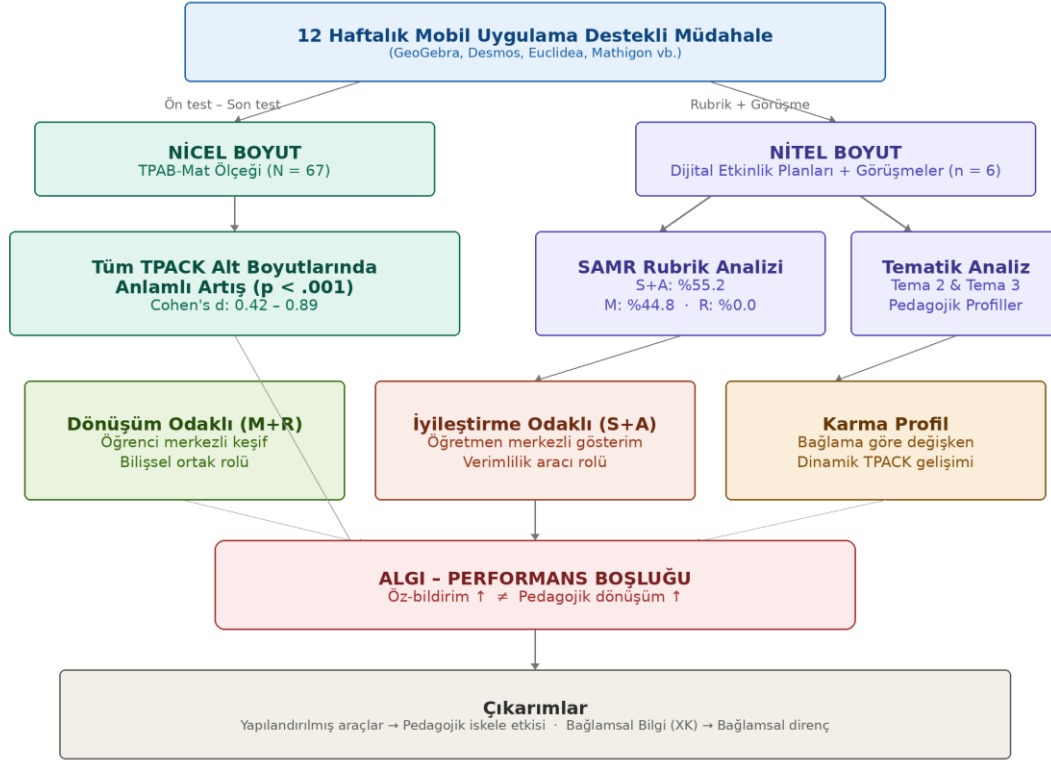 12 Haftalık Mobil Uygulama Destekli Müdahale
(GeoGebra, Desmos, Euclidea, Mathigon vb.)
Ön test – Son test
Rubrik + Görüşme
NİCEL BOYUT
TPAB-Mat Ölçeği (N = 67)
NİTEL BOYUT
Dijital Etkinlik Planları + Görüşmeler (n = 6)
Tüm TPACK Alt Boyutlarında
Anlamlı Artış (p < .001)
Cohen's d: 0.42 – 0.89
SAMR Rubrik Analizi
S+A: %55.2
M: %44.8 · R: %0.0
Tematik Analiz
Tema 2 & Tema 3
Pedagojik Profiller
Dönüşüm Odaklı (M+R)
Öğrenci merkezli keşif
Bilişsel ortak rolü
İyileştirme Odaklı (S+A)
Öğretmen merkezli gösterim
Verimlilik aracı rolü
Karma Profil
Bağlama göre değişken
Dinamik TPACK gelişimi
ALGI – PERFORMANS BOŞLUĞU
Öz-bildirim ↑ ≠ Pedagojik dönüşüm ↑
Çıkarımlar
Yapılandırılmış araçlar → Pedagojik iskele etkisi · Bağlamsal Bilgi (XK) → Bağlamsal direnç